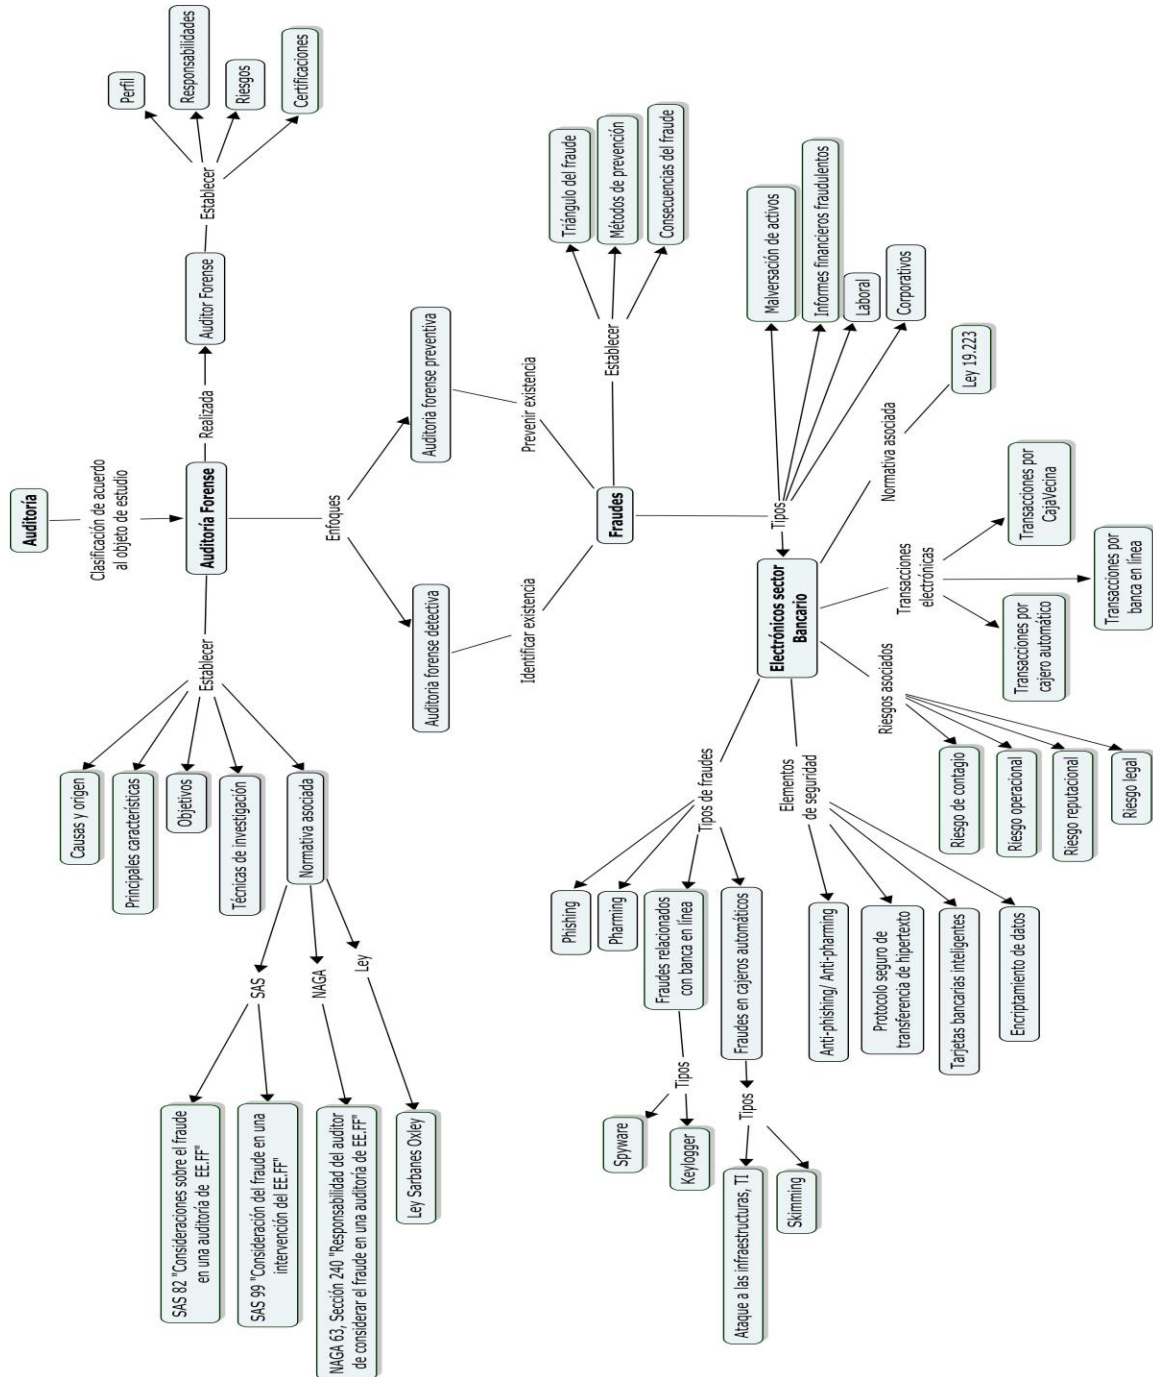 Auditoría
Clasificación de acuerdo
al objeto de estudio
Auditoría Forense
Realizada
Auditor Forense
Establecer
Perfil
Responsabilidades
Riesgos
Certificaciones
Establecer
Causas y origen
Principales características
Objetivos
Técnicas de investigación
Normativa asociada
SAS
NAGA
Ley
SAS 82 "Consideraciones sobre el fraude
en una auditoría de EE.FF"
SAS 99 "Consideración del fraude en una
intervención del EE.FF"
NAGA 63, Sección 240 "Responsabilidad del auditor
de considerar el fraude en una auditoría de EE.FF"
Ley Sarbanes Oxley
Enfoques
Auditoria forense detectiva
Auditoria forense preventiva
Identificar existencia
Prevenir existencia
Fraudes
Establecer
Triángulo del fraude
Métodos de prevención
Consecuencias del fraude
Tipos
Malversación de activos
Informes financieros fraudulentos
Laboral
Corporativos
Electrónicos sector
Bancario
Normativa asociada
Ley 19.223
Transacciones
electrónicas
Transacciones por
cajero automático
Transacciones por
banca en línea
Transacciones por
CajaVecina
Riesgos asociados
Riesgo de contagio
Riesgo operacional
Riesgo reputacional
Riesgo legal
Elementos
de seguridad
Anti-phishing/ Anti-pharming
Protocolo seguro de
transferencia de hipertexto
Tarjetas bancarias inteligentes
Encriptamiento de datos
Tipos de fraudes
Phishing
Pharming
Fraudes relacionados
con banca en línea
Fraudes en cajeros automáticos
Tipos
Spyware
Keylogger
Tipos
Ataque a las infraestructuras, TI
Skimming